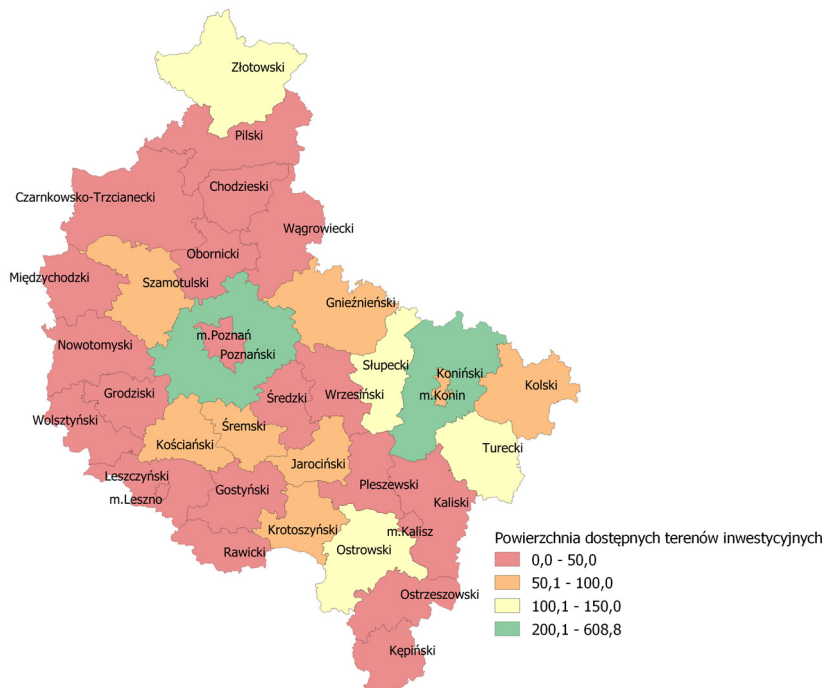 Złotowski
Pilski
Chodzieski
Czarnkowsko-Trzcianecki
Wągrowiecki
Obornicki
Międzychodzki
Szamotulski
Gnieźnieński
m.Poznań
Nowotomyski
Poznański
Słupecki
Koniński
Kolski
Grodziski
Średzki
Wrzesiński
m.Konin
Wolsztyński
Śremski
Kościański
Turecki
Jarociński
Leszczyński
Gostyński
Pleszewski
m.Leszno
Kaliski
Krotoszyński
m.Kalisz
Rawicki
Ostrowski
Ostrzeszowski
Kępiński
Powierzchnia dostępnych terenów inwestycyjnych
0,0 - 50,0
50,1 - 100,0
100,1 - 150,0
200,1 - 608,8